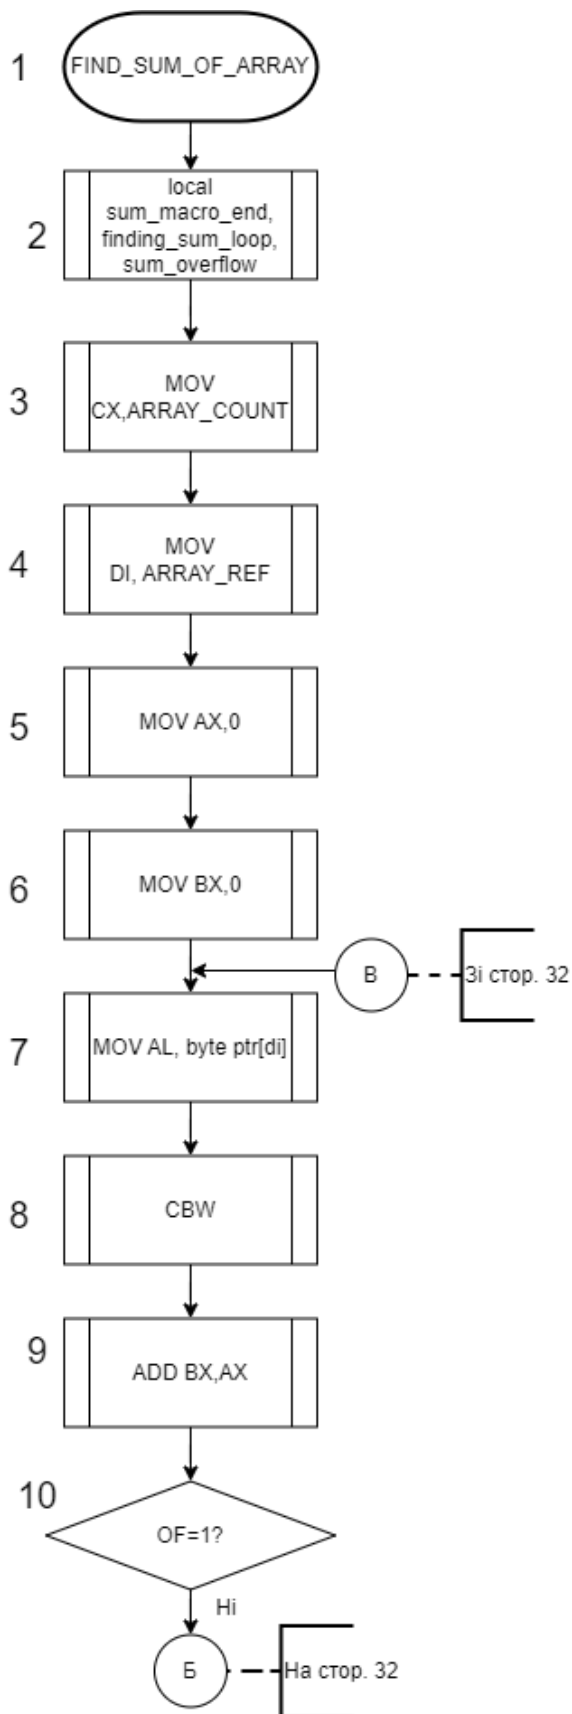 1
FIND_SUM_OF_ARRAY
2
local
sum_macro_end,
finding_sum_loop,
sum_overflow
3
MOV
CX,ARRAY_COUNT
4
MOV
DI, ARRAY_REF
5
MOV AX,0
6
MOV BX,0
В
Зі стор. 32
7
MOV AL, byte ptr[di]
8
CBW
9
ADD BX,AX
10
OF=1?
Ні
Б
На стор. 32